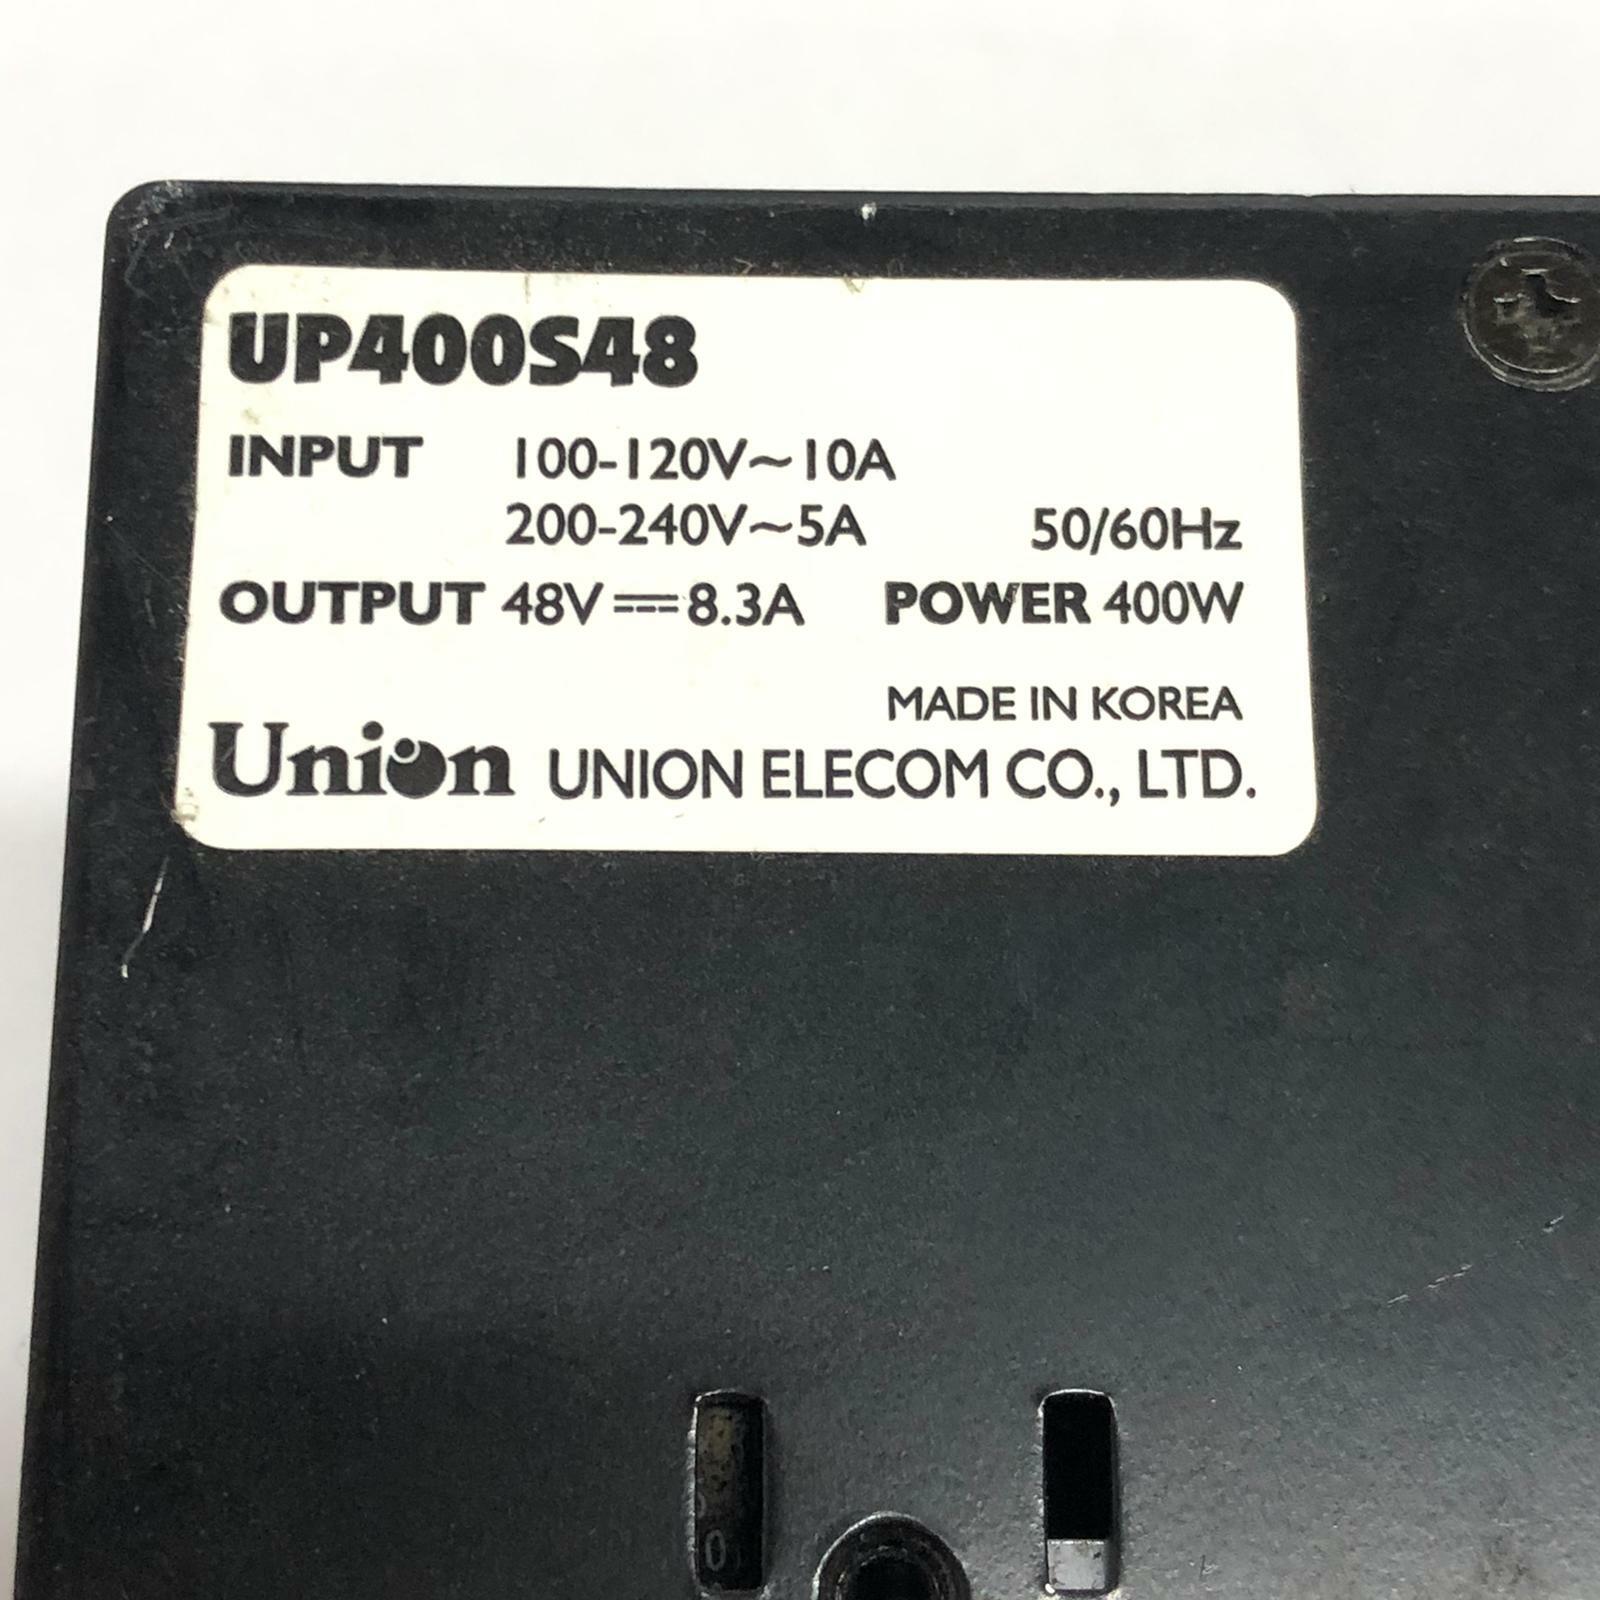 UP400S48
INPUT 100-120V~10A
200-240V~5A 50/60Hz
OUTPUT 48V⎓8.3A POWER 400W
MADE IN KOREA
Union UNION ELECOM CO., LTD.
0